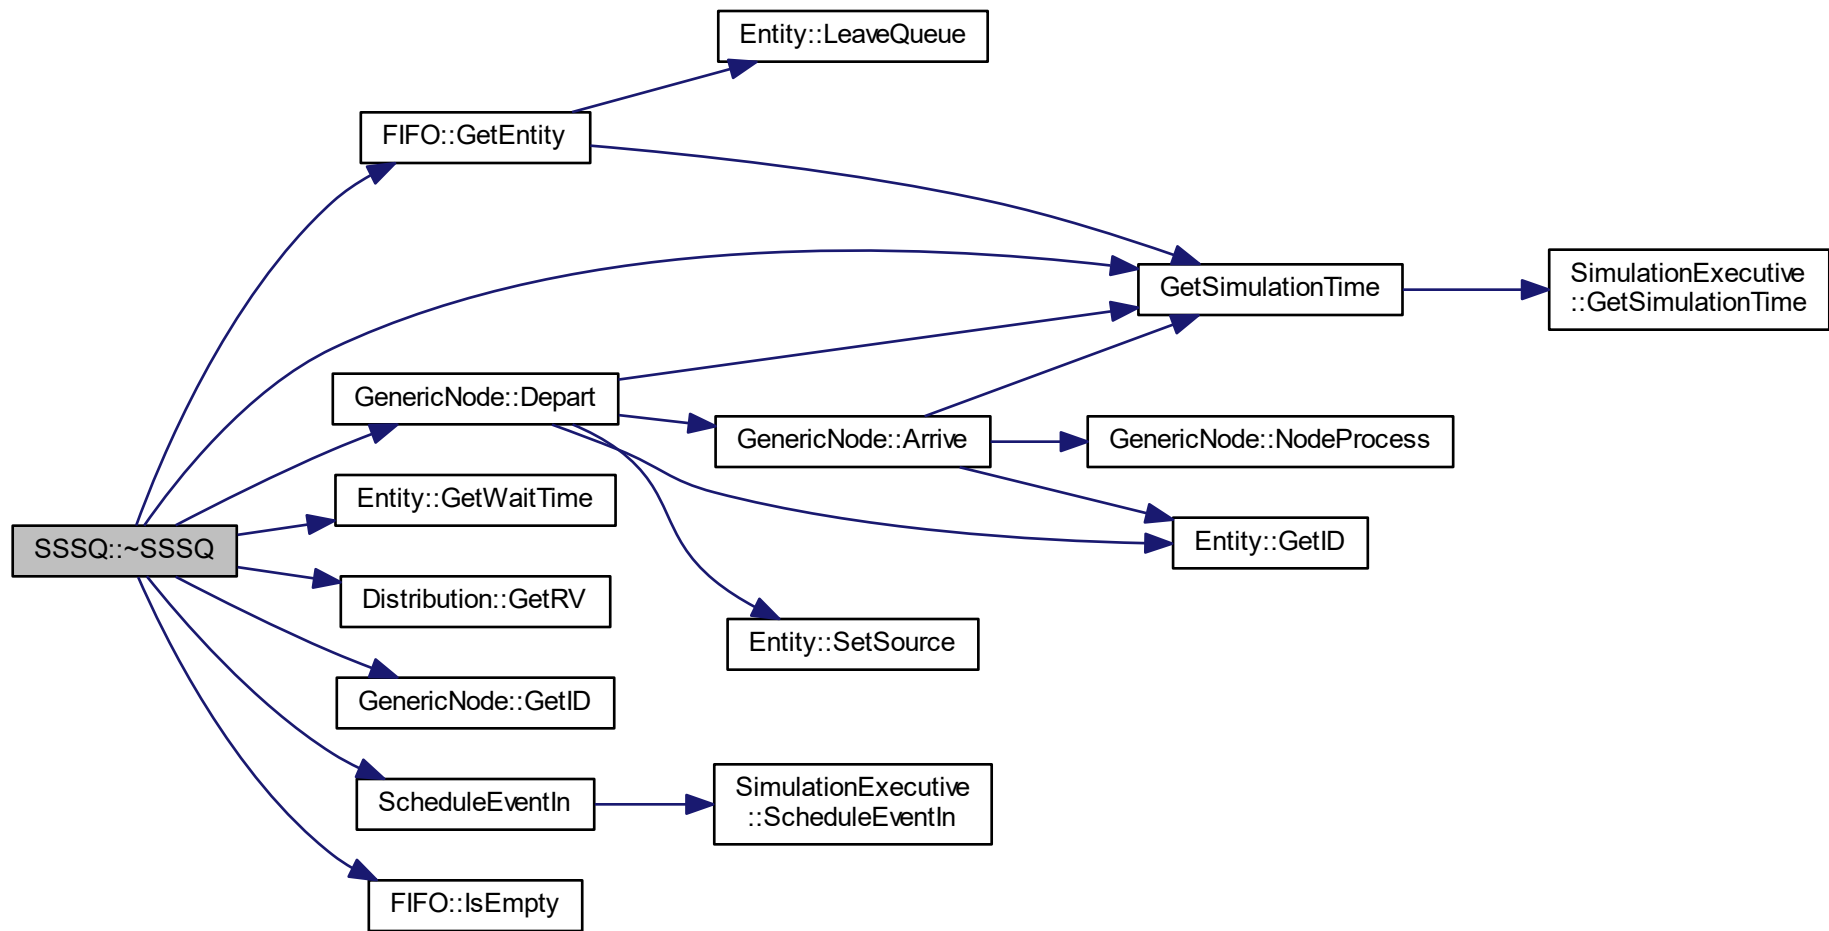 Entity::LeaveQueue
FIFO::GetEntity
GetSimulationTime
SimulationExecutive
::GetSimulationTime
GenericNode::Depart
GenericNode::Arrive
GenericNode::NodeProcess
Entity::GetWaitTime
SSSQ::~SSSQ
Entity::GetID
Distribution::GetRV
Entity::SetSource
GenericNode::GetID
ScheduleEventIn
SimulationExecutive
::ScheduleEventIn
FIFO::IsEmpty